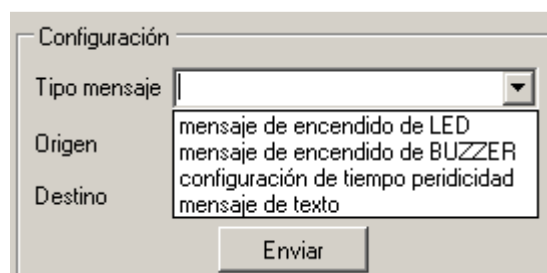 Configuración
Tipo mensaje
mensaje de encendido de LED
mensaje de encendido de BUZZER
Origen
configuración de tiempo peridicidad
Destino
mensaje de texto
Enviar